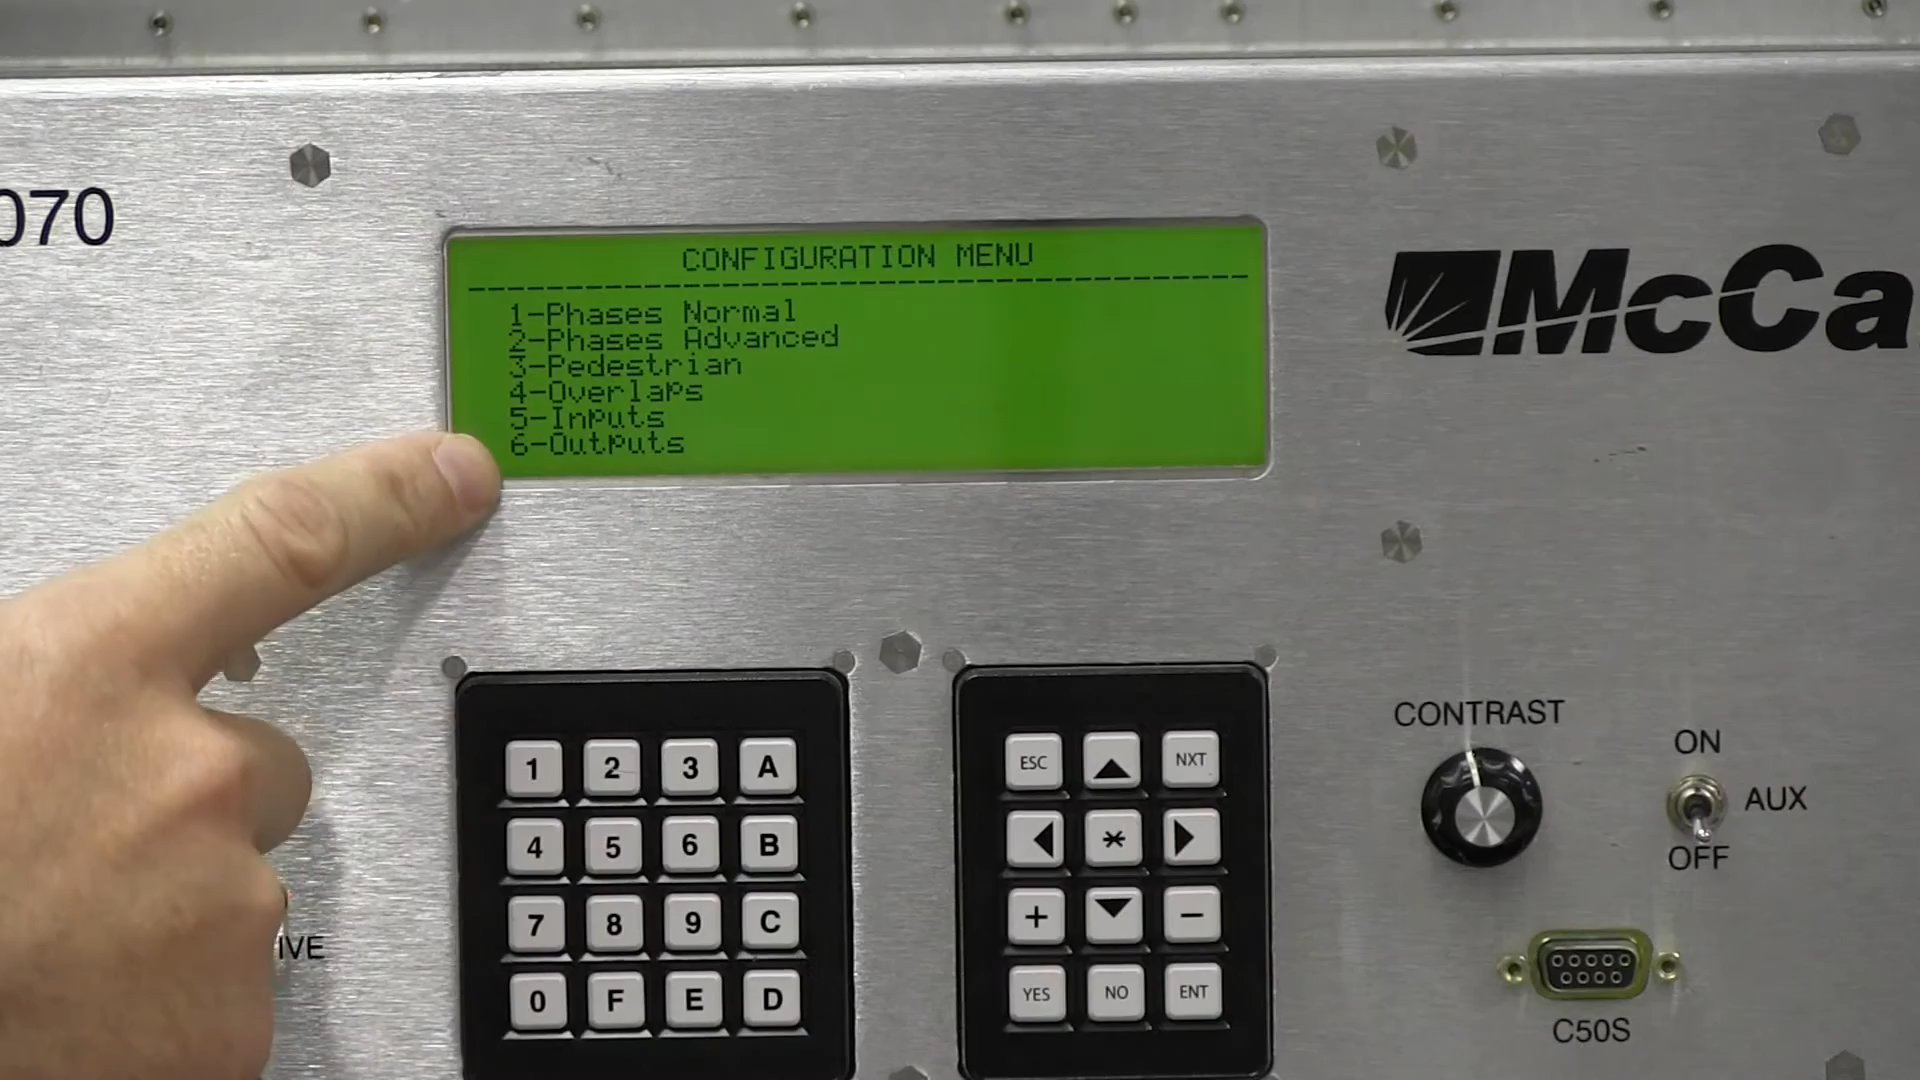 070
McCa
CONFIGURATION MENU
1-Phases Normal
2-Phases Advanced
3-Pedestrian
4-Overlaps
5-Inputs
6-Outputs
1 2 3 A
4 5 6 B
7 8 9 C
0 F E D
ESC NXT
*
+ -
YES NO ENT
CONTRAST
ON
AUX
OFF
C50S
IVE